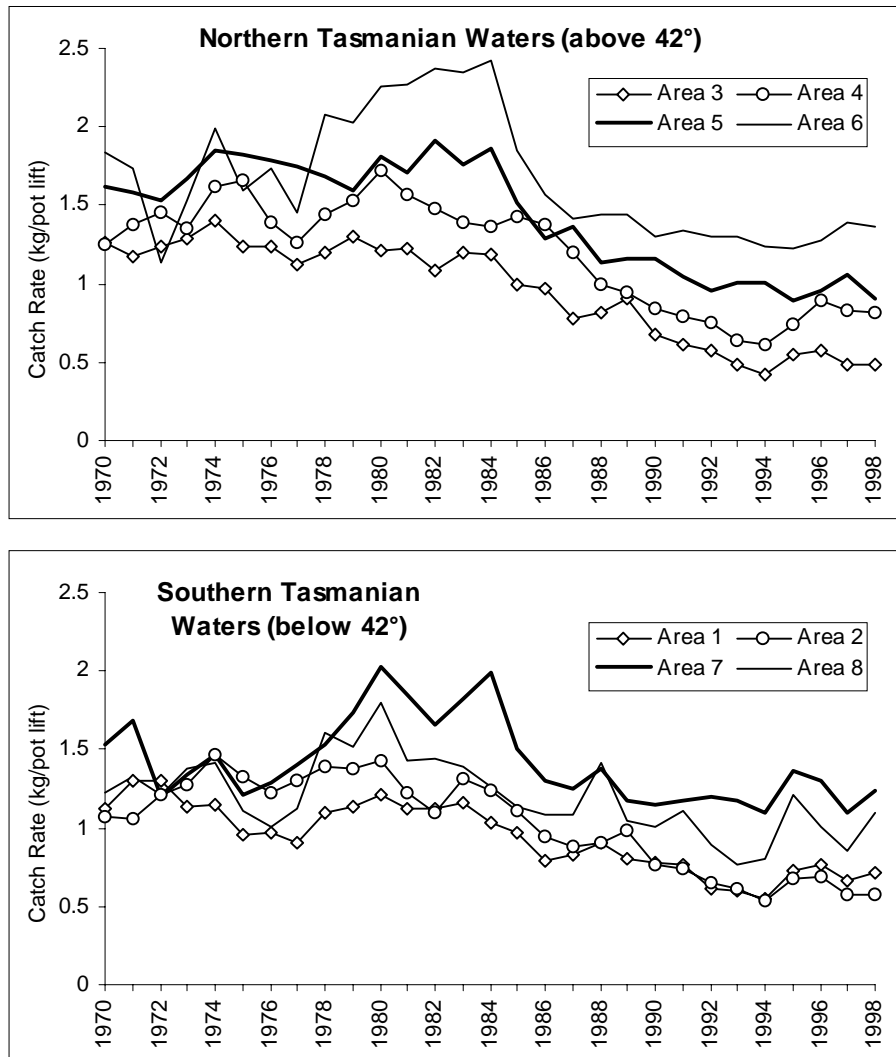 Northern Tasmanian Waters (above 42°)
Area 3 Area 4
Area 5 Area 6
Catch Rate (kg/pot lift)
2.5
2
1.5
1
0.5
0
1970 1972 1974 1976 1978 1980 1982 1984 1986 1988 1990 1992 1994 1996 1998
Southern Tasmanian
Waters (below 42°)
Area 1 Area 2
Area 7 Area 8
Catch Rate (kg/pot lift)
2.5
2
1.5
1
0.5
0
1970 1972 1974 1976 1978 1980 1982 1984 1986 1988 1990 1992 1994 1996 1998